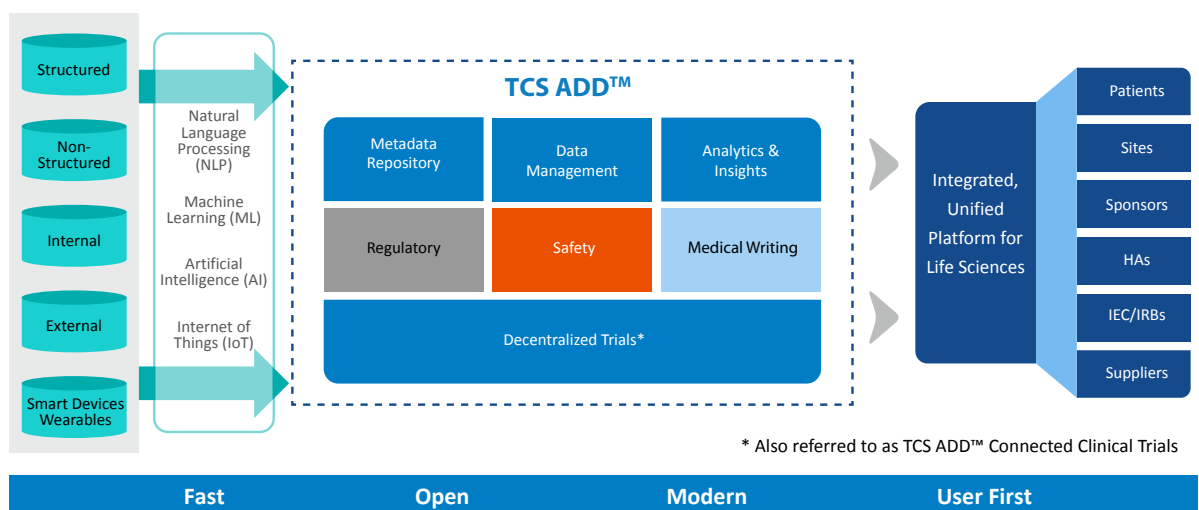 Structured
Non-
Structured
Internal
External
Smart Devices
Wearables
Natural
Language
Processing
(NLP)
Machine
Learning (ML)
Artificial
Intelligence (AI)
Internet of
Things (IoT)
TCS ADD™
Metadata
Repository
Data
Management
Analytics &
Insights
Regulatory
Safety
Medical Writing
Decentralized Trials*
Integrated,
Unified
Platform for
Life Sciences
Patients
Sites
Sponsors
HAs
IEC/IRBs
Suppliers
* Also referred to as TCS ADD™ Connected Clinical Trials
Fast Open Modern User First